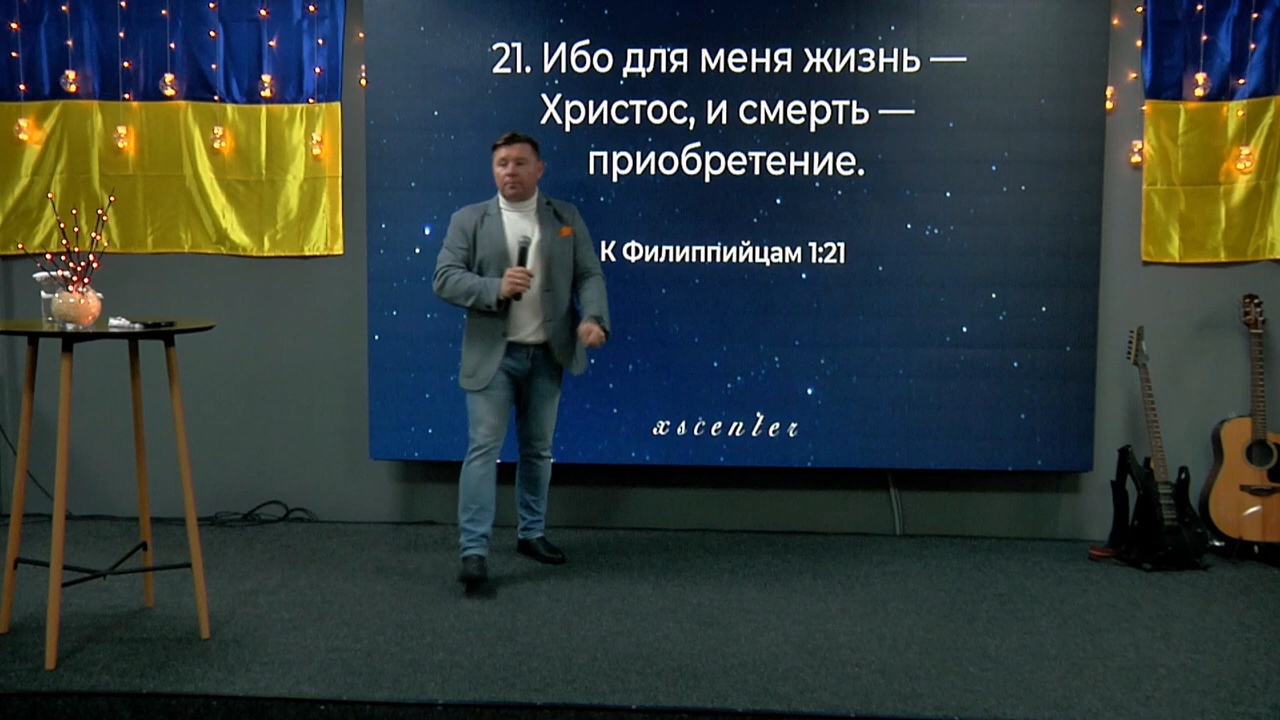 21. Ибо для меня жизнь —
Христос, и смерть —
приобретение.
К Филиппийцам 1:21
xscenter